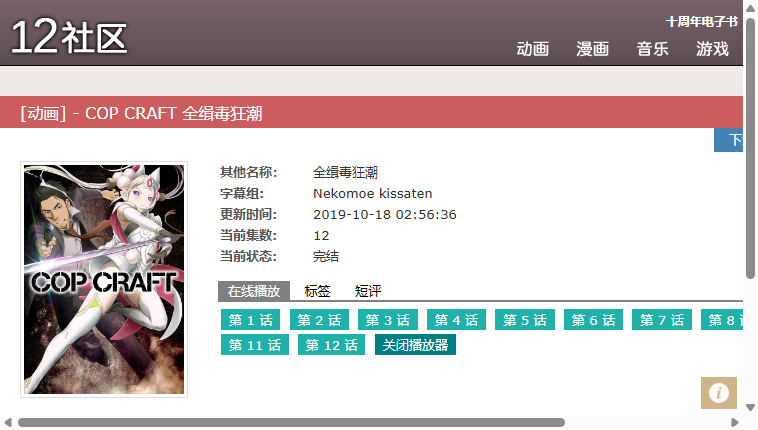 12社区
十周年电子书
动画 漫画 音乐 游戏
[动画] - COP CRAFT 全缉毒狂潮
下
COP CRAFT
其他名称: 全缉毒狂潮
字幕组: Nekomoe kissaten
更新时间: 2019-10-18 02:56:36
当前集数: 12
当前状态: 完结
在线播放 标签 短评
第 1 话 第 2 话 第 3 话 第 4 话 第 5 话 第 6 话 第 7 话 第 8
第 11 话 第 12 话 关闭播放器